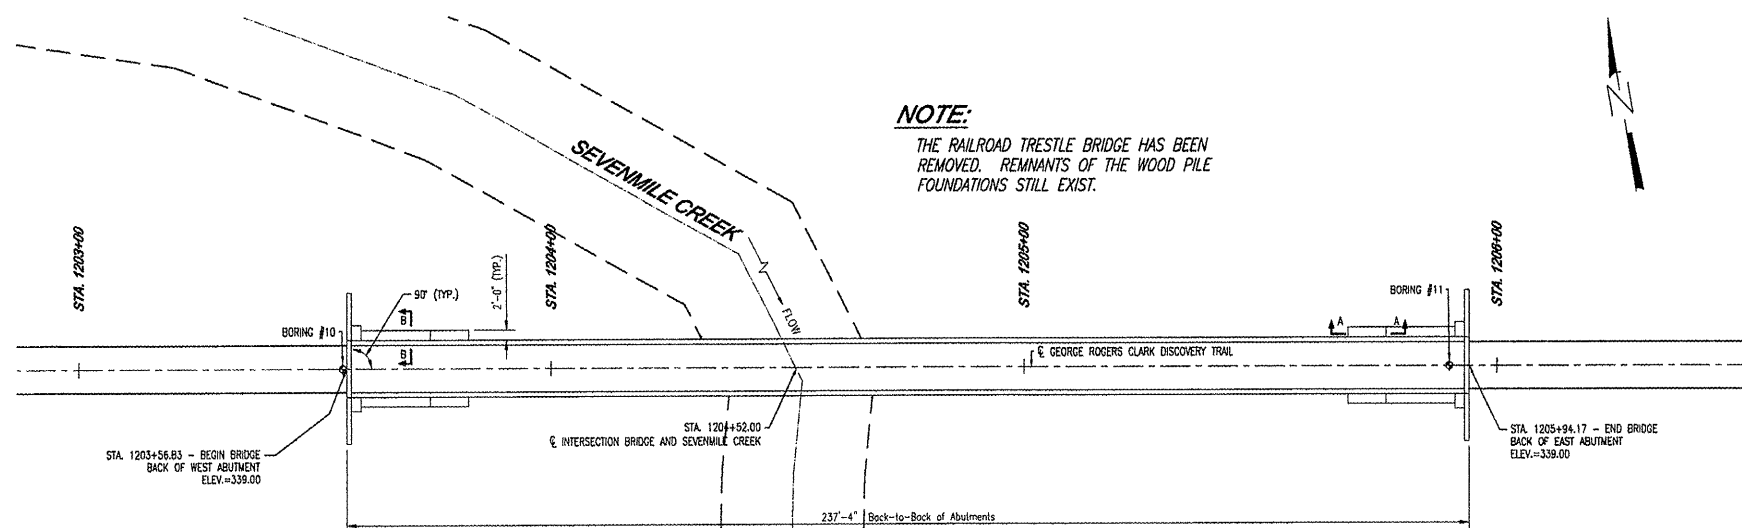 NOTE:
THE RAILROAD TRESTLE BRIDGE HAS BEEN
REMOVED. REMNANTS OF THE WOOD PILE
FOUNDATIONS STILL EXIST.
N
SEVENMILE CREEK
FLOW
STA. 1203+00
STA. 1204+00
STA. 1205+00
STA. 1206+00
90° (TYP.)
2'-0" (TYP.)
BORING #10
BORING #11
B
B
A
A
℄ GEORGE ROGERS CLARK DISCOVERY TRAIL
STA. 1204+52.00
℄ INTERSECTION BRIDGE AND SEVENMILE CREEK
STA. 1203+56.83 - BEGIN BRIDGE
BACK OF WEST ABUTMENT
ELEV.=339.00
STA. 1205+94.17 - END BRIDGE
BACK OF EAST ABUTMENT
ELEV.=339.00
237'-4" Back-to-Back of Abutments